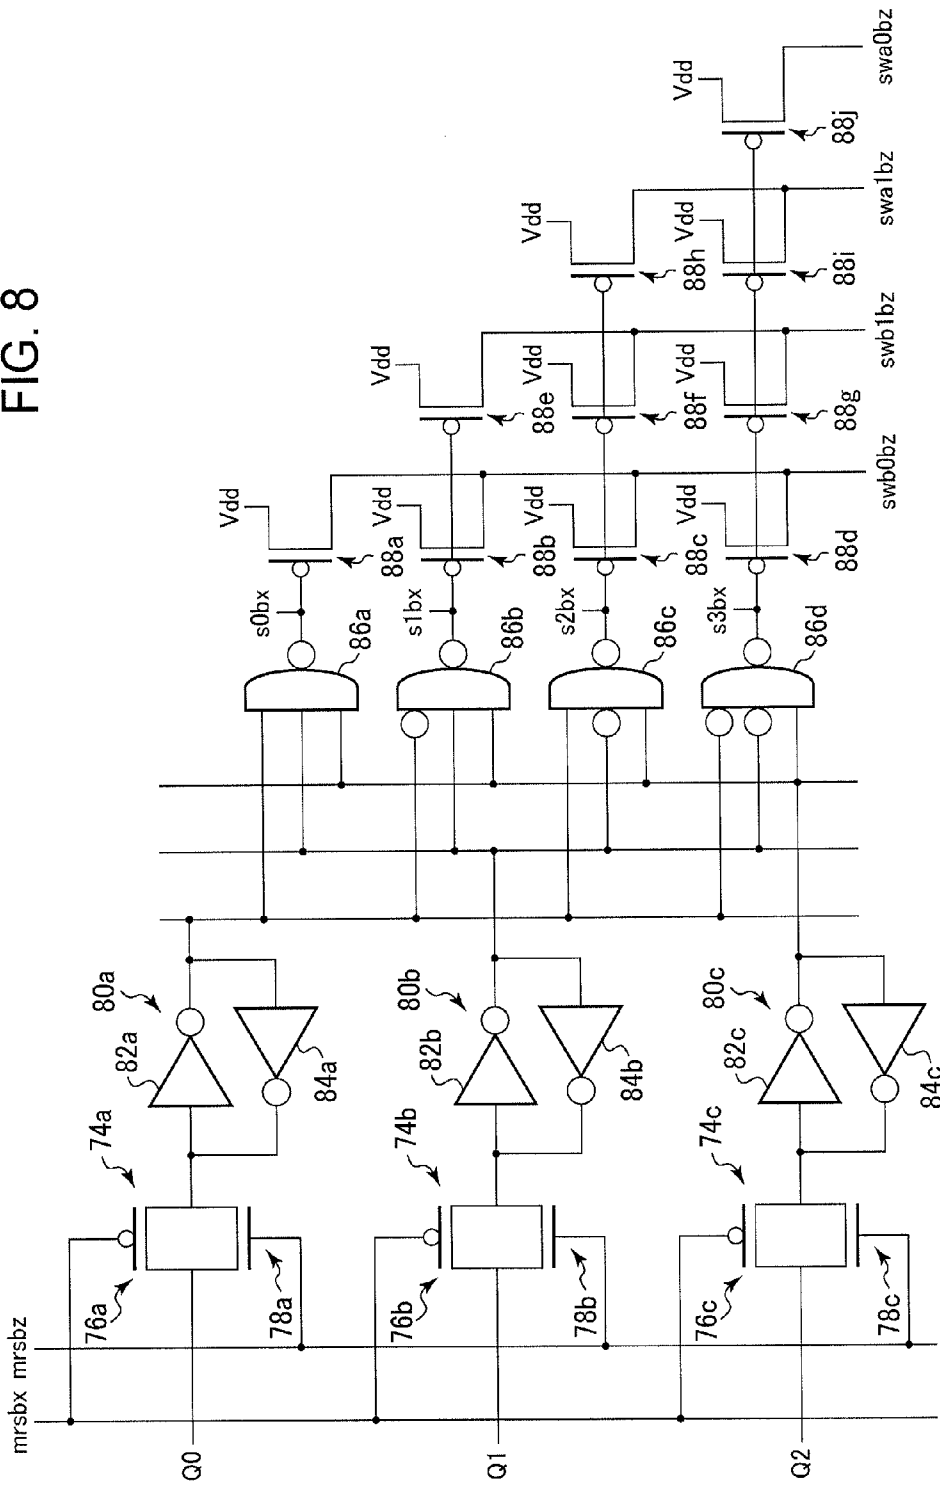 FIG. 8
mrsbx mrsbz
Q0
76a
74a
78a
82a
80a
84a
Q1
76b
74b
78b
82b
80b
84b
Q2
76c
74c
78c
82c
80c
84c
86a
s0bx
Vdd
88a
86b
s1bx
Vdd
88b
Vdd
88e
86c
s2bx
Vdd
88c
Vdd
88f
Vdd
88h
86d
s3bx
Vdd
88d
Vdd
88g
Vdd
88i
Vdd
88j
swb0bz
swb1bz
swa1bz
swa0bz